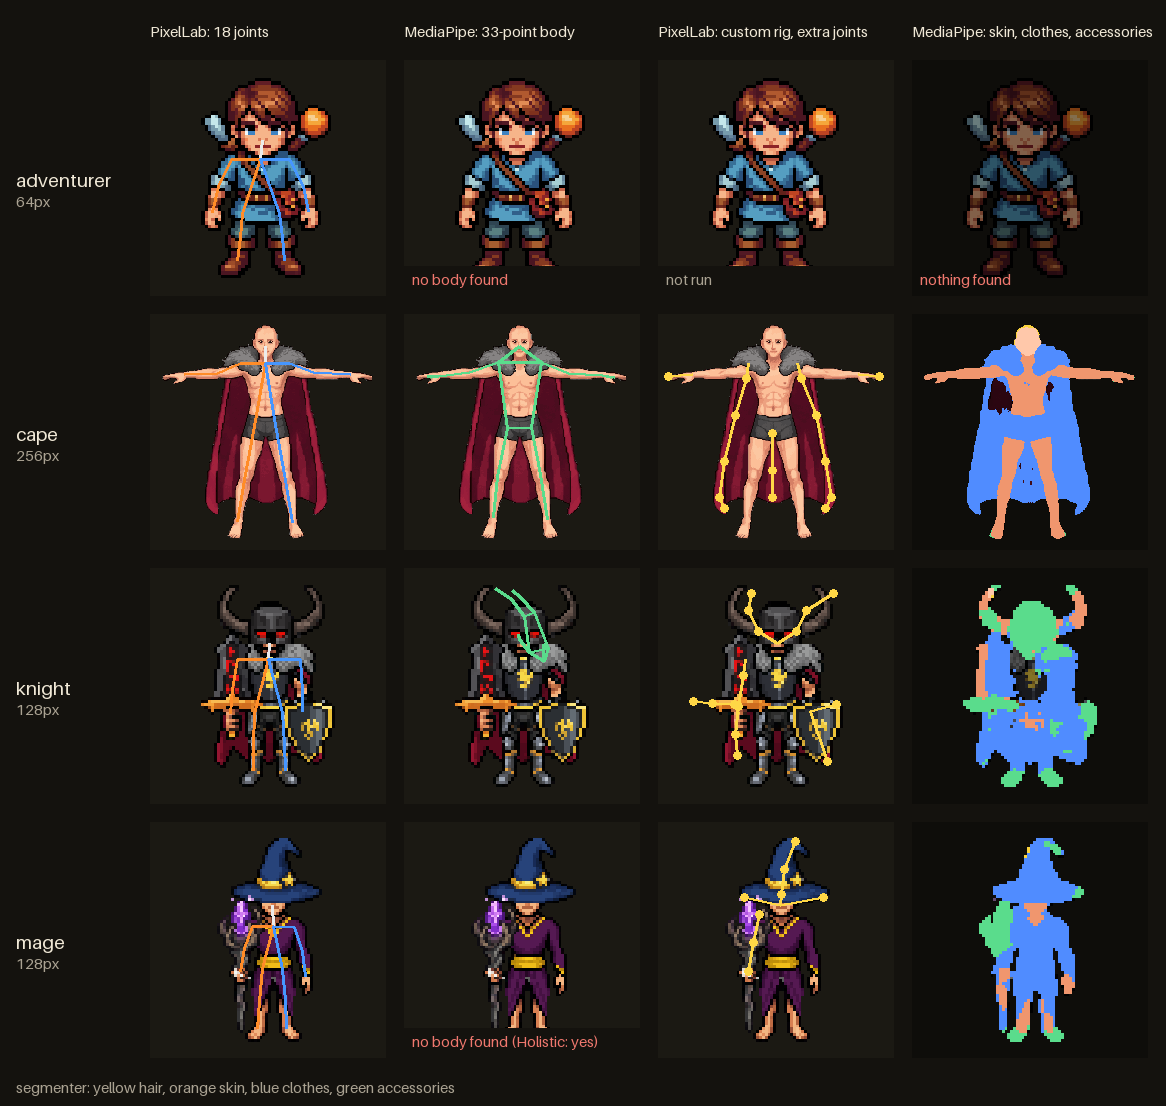 PixelLab: 18 joints
MediaPipe: 33-point body
PixelLab: custom rig, extra joints
MediaPipe: skin, clothes, accessories
adventurer
64px
no body found
not run
nothing found
cape
256px
knight
128px
mage
128px
no body found (Holistic: yes)
segmenter: yellow hair, orange skin, blue clothes, green accessories